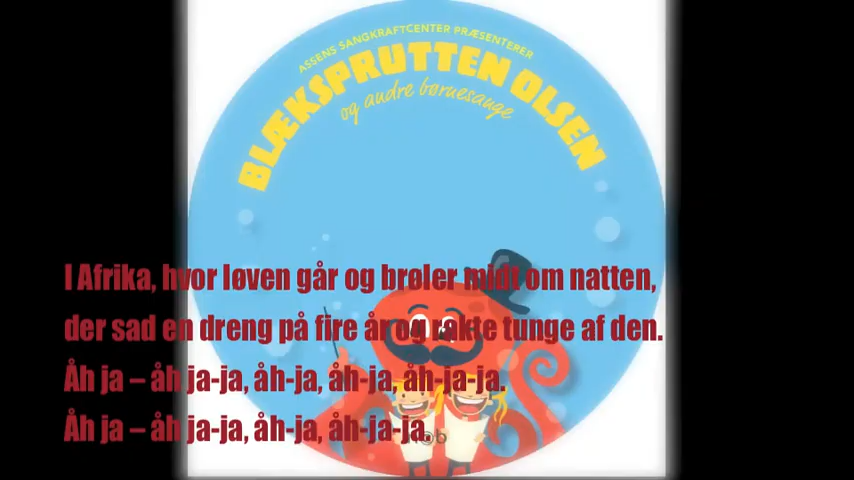 ASSENS SANGKRAFTCENTER PRÆSENTERER
BLÆKSPRUTTEN OLSEN
og andre børnesange
I Afrika, hvor løven går og brøler midt om natten,
der sad en dreng på fire år og rakte tunge af den.
Åh ja – åh ja-ja, åh-ja, åh-ja, åh-ja-ja.
Åh ja – åh ja-ja, åh-ja, åh-ja-ja.